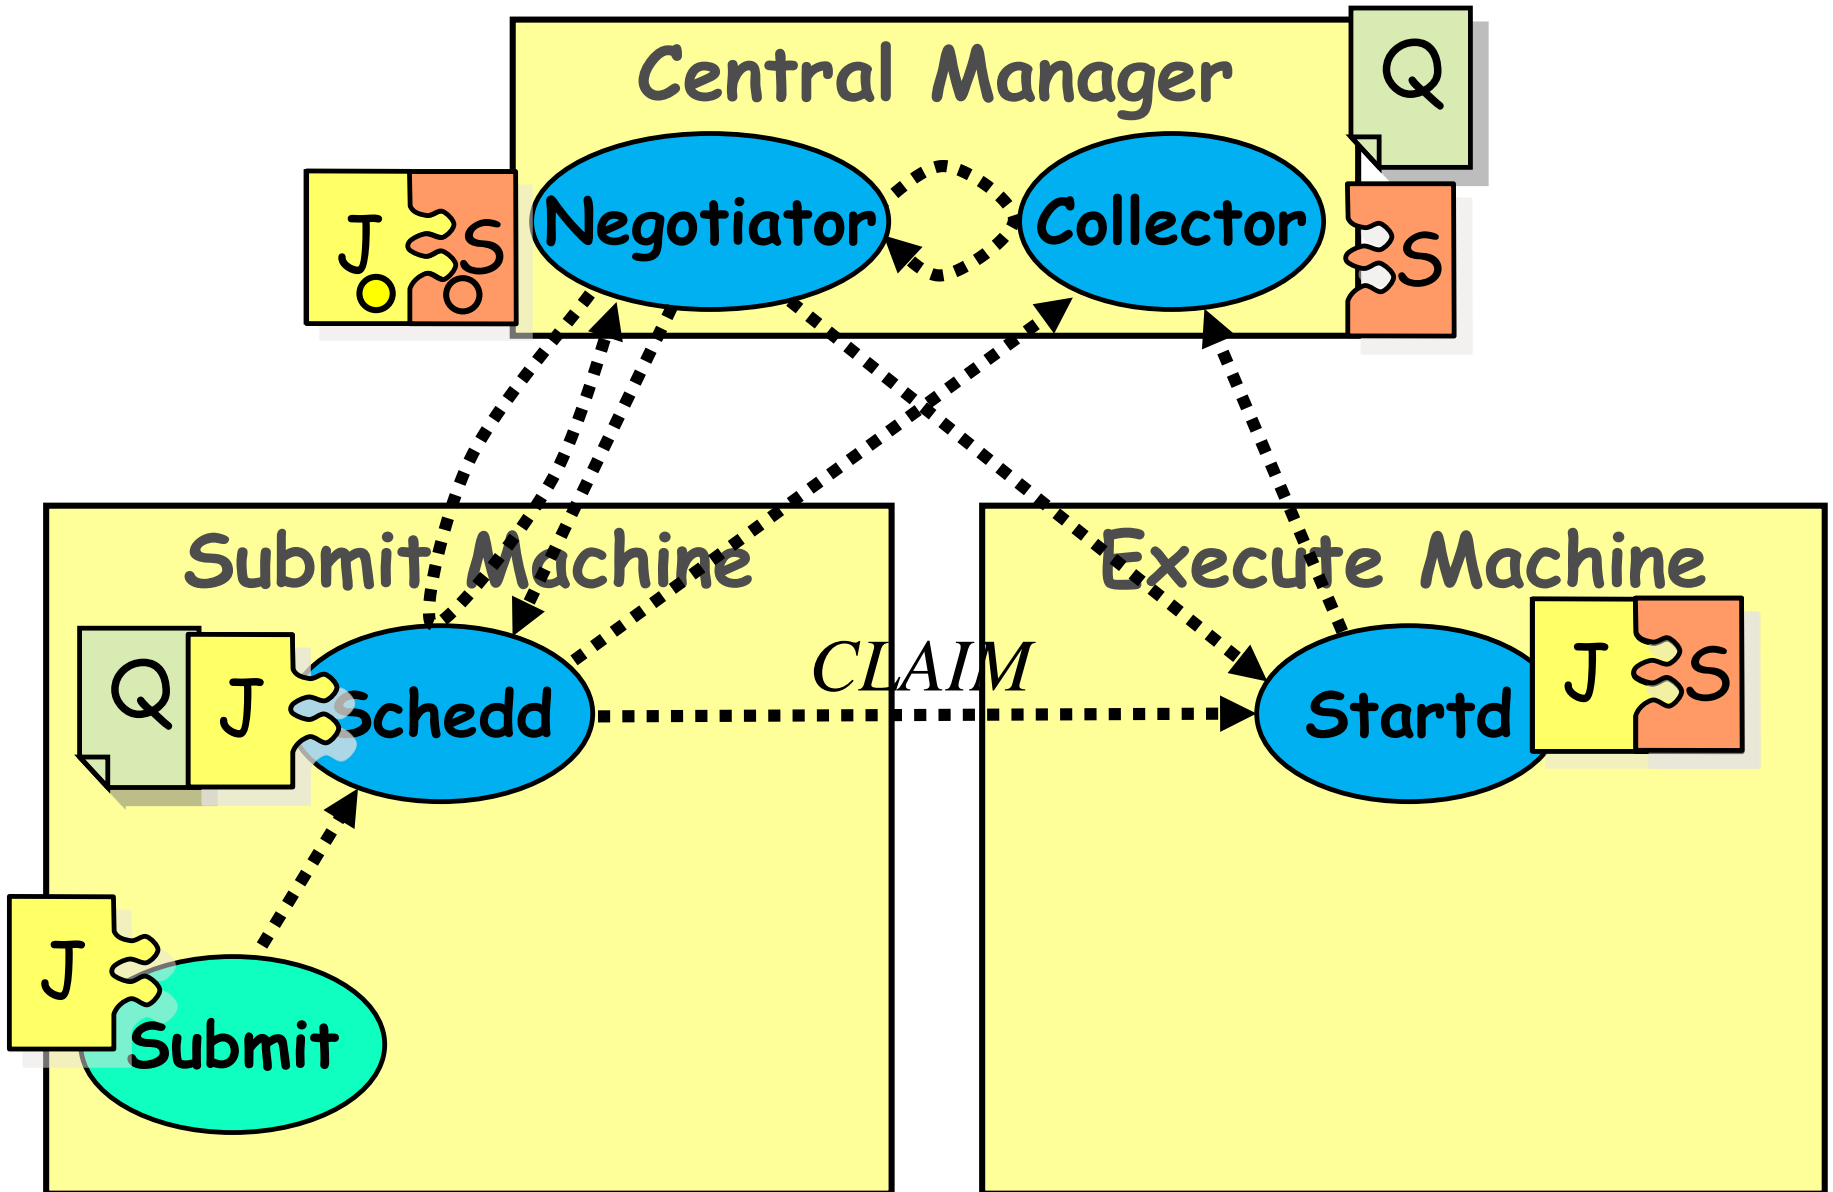 Central Manager
Q
J
S
Negotiator
Collector
S
Submit Machine
Execute Machine
Q
J
Schedd
CLAIM
Startd
J
S
J
Submit